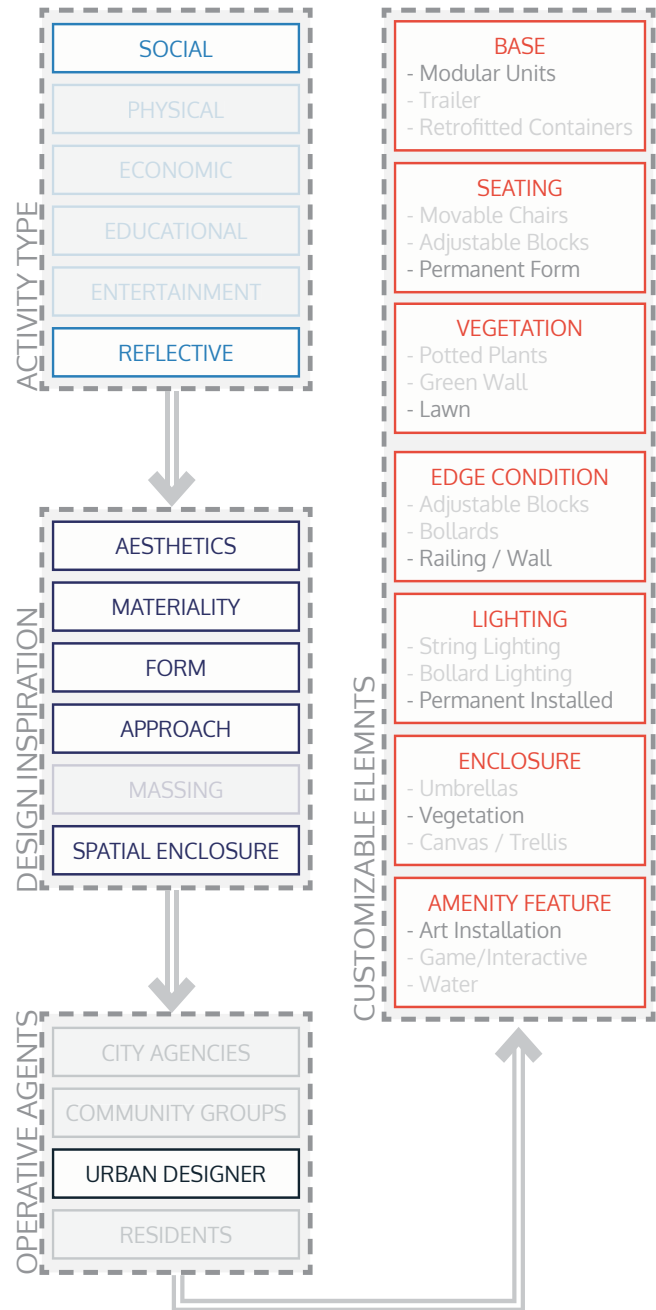 ACTIVITY TYPE
SOCIAL
PHYSICAL
ECONOMIC
EDUCATIONAL
ENTERTAINMENT
REFLECTIVE
DESIGN INSPIRATION
AESTHETICS
MATERIALITY
FORM
APPROACH
MASSING
SPATIAL ENCLOSURE
OPERATIVE AGENTS
CITY AGENCIES
COMMUNITY GROUPS
URBAN DESIGNER
RESIDENTS
CUSTOMIZABLE ELEMNTS
BASE
- Modular Units
- Trailer
- Retrofitted Containers
SEATING
- Movable Chairs
- Adjustable Blocks
- Permanent Form
VEGETATION
- Potted Plants
- Green Wall
- Lawn
EDGE CONDITION
- Adjustable Blocks
- Bollards
- Railing / Wall
LIGHTING
- String Lighting
- Bollard Lighting
- Permanent Installed
ENCLOSURE
- Umbrellas
- Vegetation
- Canvas / Trellis
AMENITY FEATURE
- Art Installation
- Game/Interactive
- Water